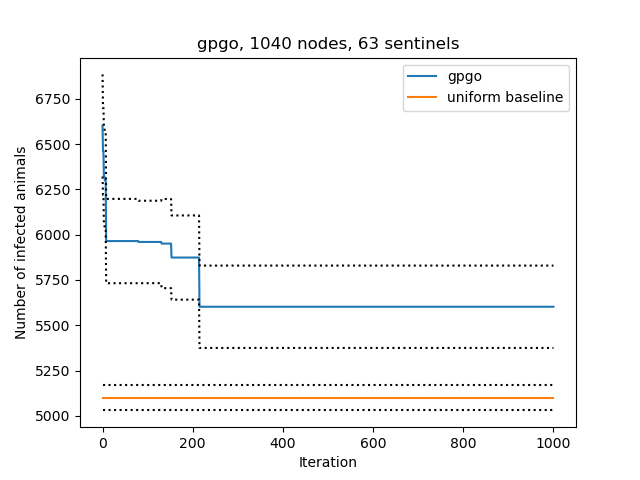 gpgo, 1040 nodes, 63 sentinels
gpgo
uniform baseline
Number of infected animals
6750
6500
6250
6000
5750
5500
5250
5000
0 200 400 600 800 1000
Iteration